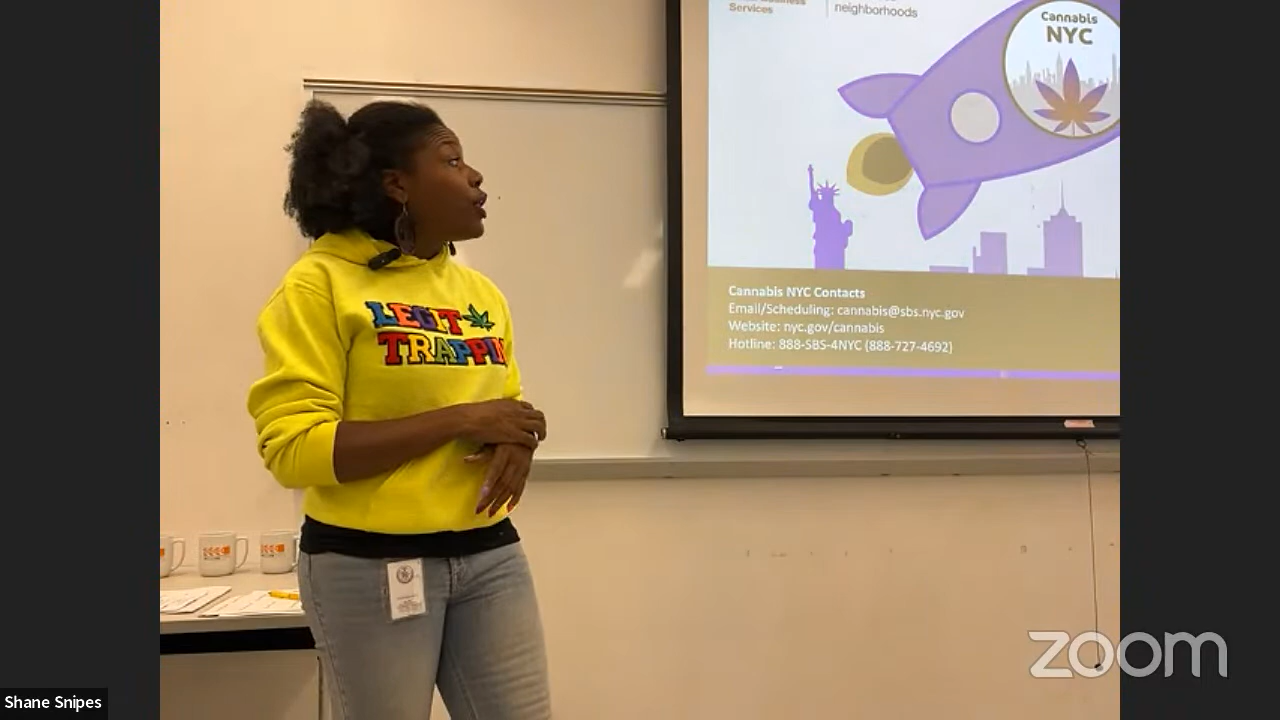 Services
neighborhoods
Cannabis
NYC
Cannabis NYC Contacts
Email/Scheduling: cannabis@sbs.nyc.gov
Website: nyc.gov/cannabis
Hotline: 888-SBS-4NYC (888-727-4692)
LEGIT
TRAPPIN
zoom
Shane Snipes